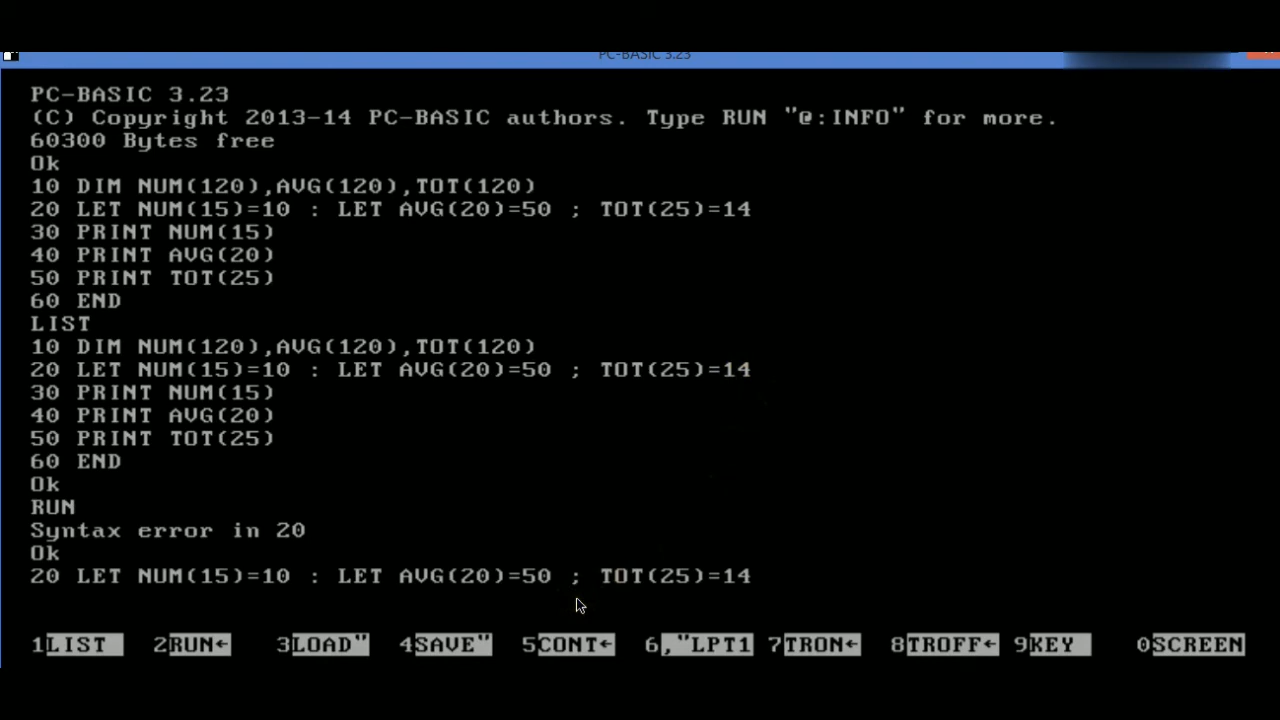 PC-BASIC 3.23
PC-BASIC 3.23
(C) Copyright 2013-14 PC-BASIC authors. Type RUN "@:INFO" for more.
60300 Bytes free
Ok
10 DIM NUM(120),AVG(120),TOT(120)
20 LET NUM(15)=10 : LET AVG(20)=50 ; TOT(25)=14
30 PRINT NUM(15)
40 PRINT AVG(20)
50 PRINT TOT(25)
60 END
LIST
10 DIM NUM(120),AVG(120),TOT(120)
20 LET NUM(15)=10 : LET AVG(20)=50 ; TOT(25)=14
30 PRINT NUM(15)
40 PRINT AVG(20)
50 PRINT TOT(25)
60 END
Ok
RUN
Syntax error in 20
Ok
20 LET NUM(15)=10 : LET AVG(20)=50 ; TOT(25)=14
1LIST 2RUN← 3LOAD" 4SAVE" 5CONT← 6,"LPT1 7TRON← 8TROFF← 9KEY 0SCREEN